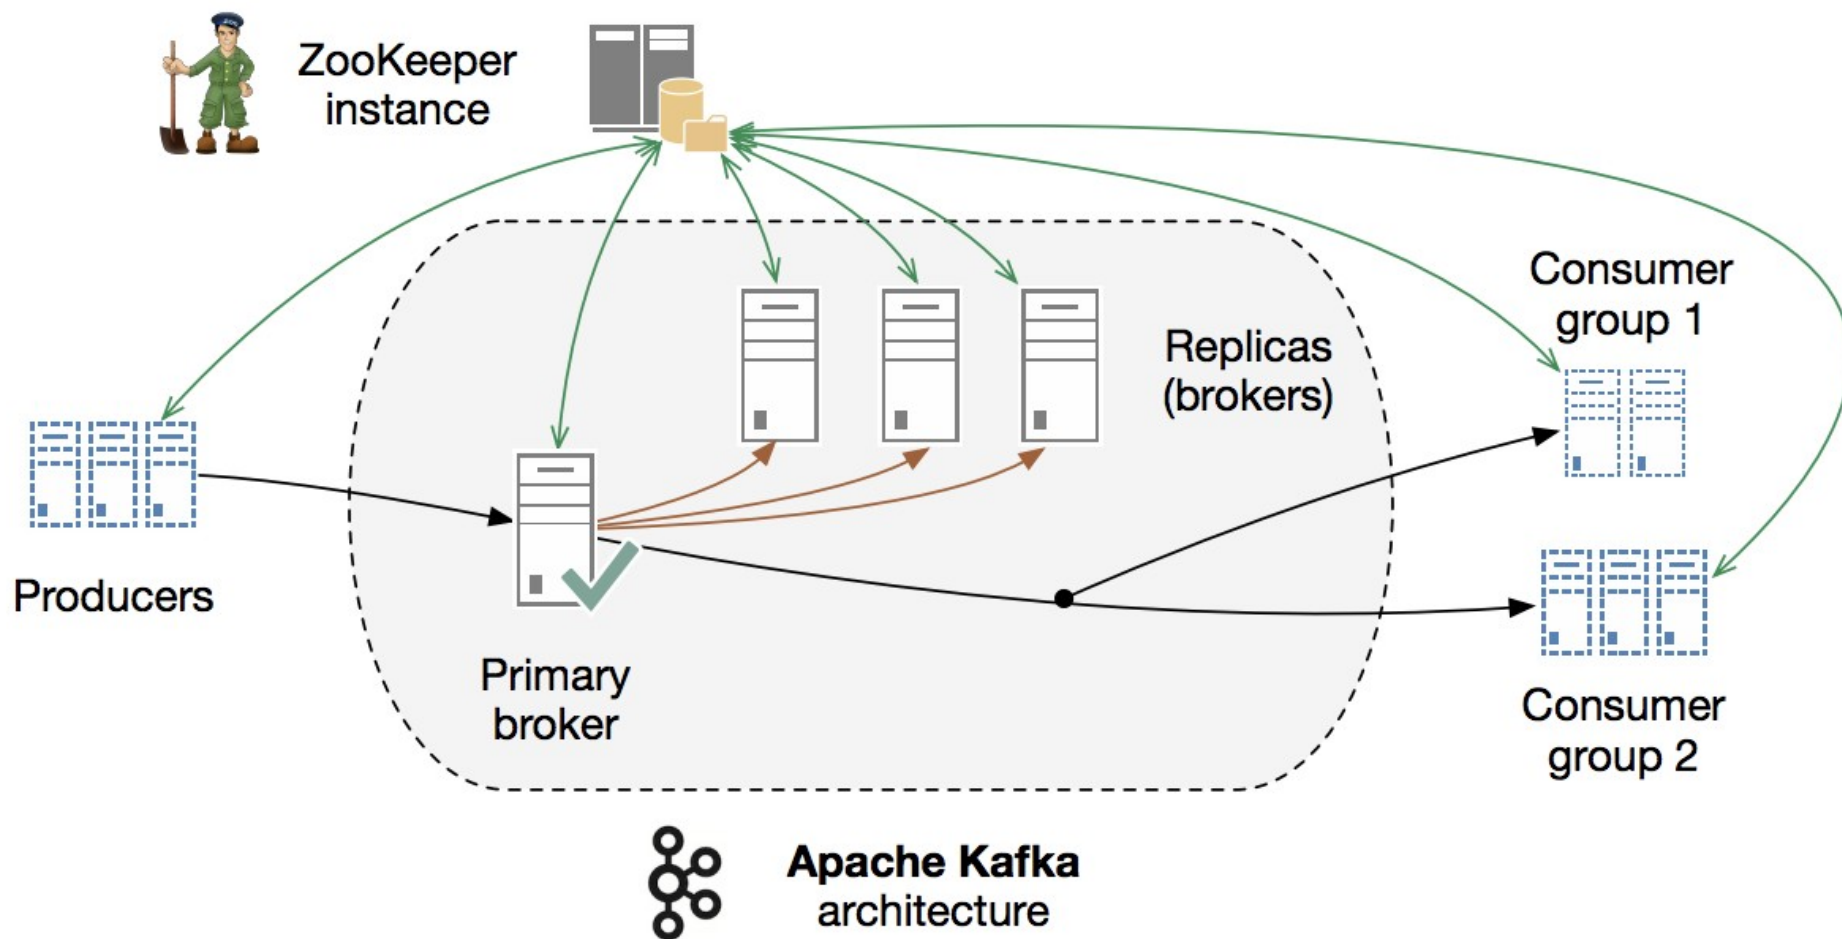 ZooKeeper
instance
Consumer
group 1
Replicas
(brokers)
Producers
Primary
broker
Consumer
group 2
Apache Kafka
architecture